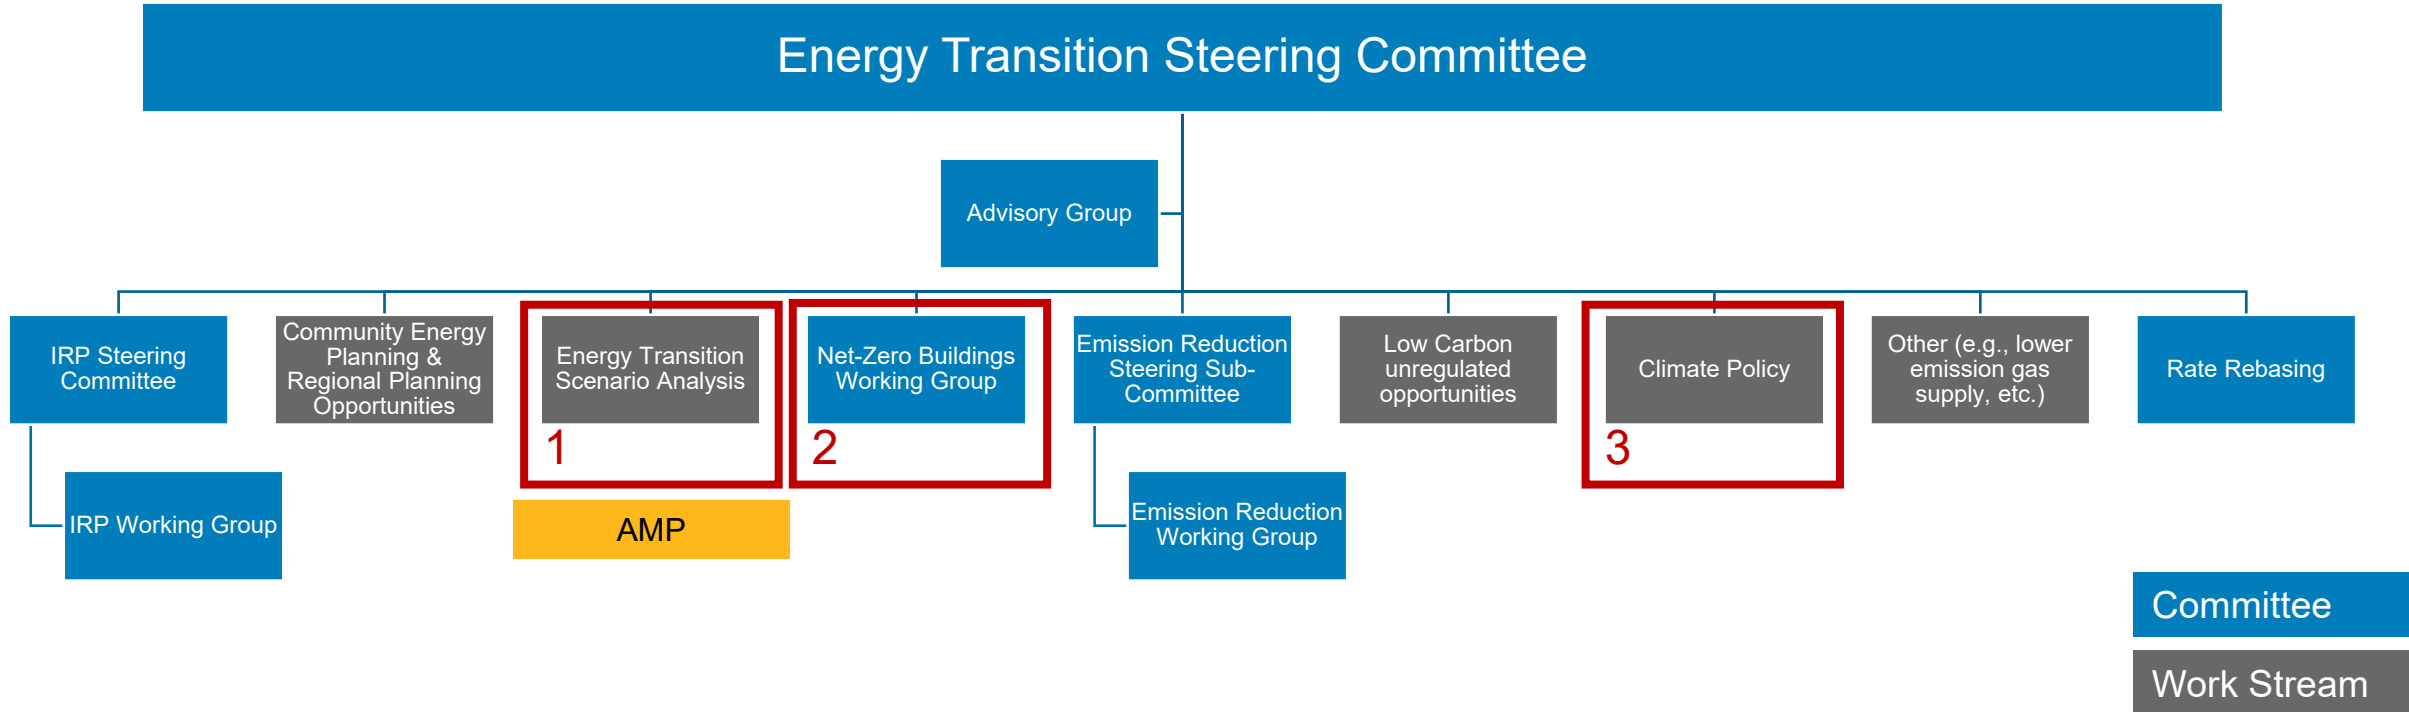 Energy Transition Steering Committee
Advisory Group
IRP Steering
Committee
Community Energy
Planning &
Regional Planning
Opportunities
Energy Transition
Scenario Analysis
Net-Zero Buildings
Working Group
Emission Reduction
Steering Sub-
Committee
Low Carbon
unregulated
opportunities
Climate Policy
Other (e.g., lower
emission gas
supply, etc.)
Rate Rebasing
1
2
3
IRP Working Group
AMP
Emission Reduction
Working Group
Committee
Work Stream